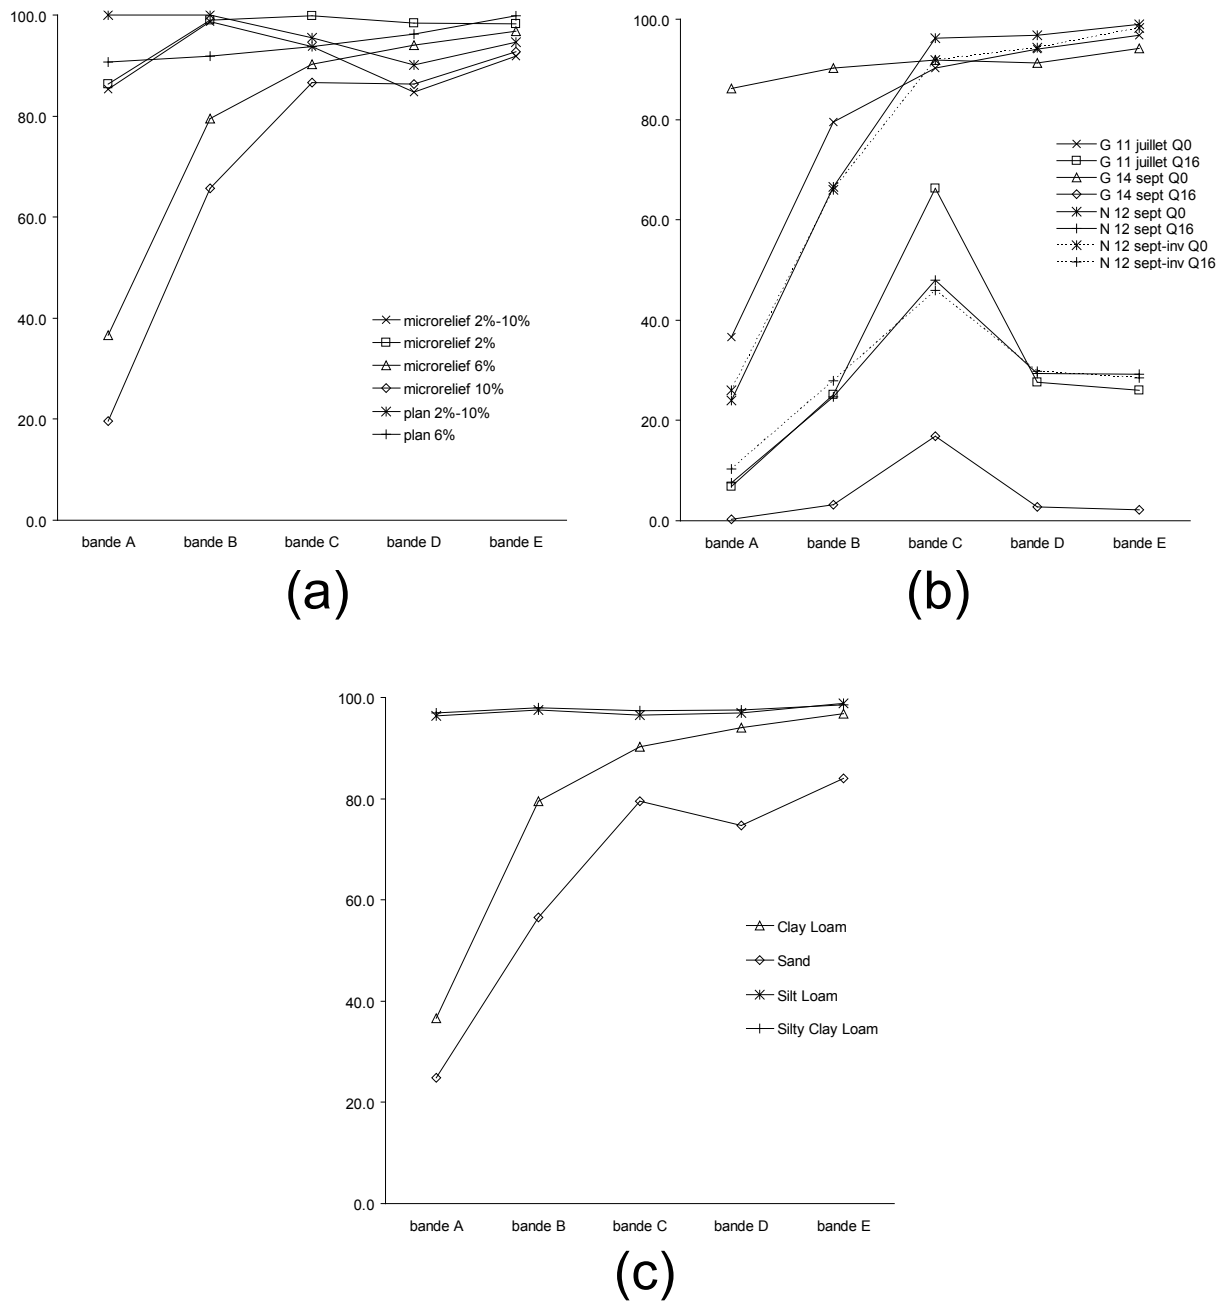 100.0
80.0
60.0
40.0
20.0
0.0
bande A bande B bande C bande D bande E
microrelief 2%-10%
microrelief 2%
microrelief 6%
microrelief 10%
plan 2%-10%
plan 6%
(a)
100.0
80.0
60.0
40.0
20.0
0.0
bande A bande B bande C bande D bande E
G 11 juillet Q0
G 11 juillet Q16
G 14 sept Q0
G 14 sept Q16
N 12 sept Q0
N 12 sept Q16
N 12 sept-inv Q0
N 12 sept-inv Q16
(b)
100.0
80.0
60.0
40.0
20.0
0.0
bande A bande B bande C bande D bande E
Clay Loam
Sand
Silt Loam
Silty Clay Loam
(c)